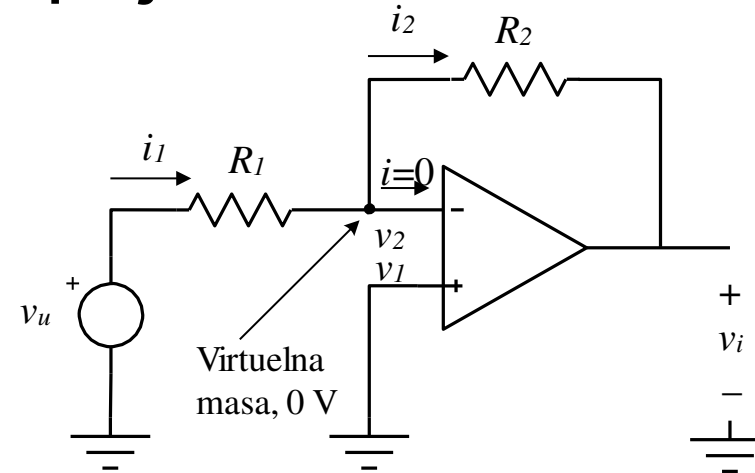 i2
R2
i1
R1
i=0
−
v2
v1
+
+
vu
Virtuelna
masa, 0 V
+
vi
−